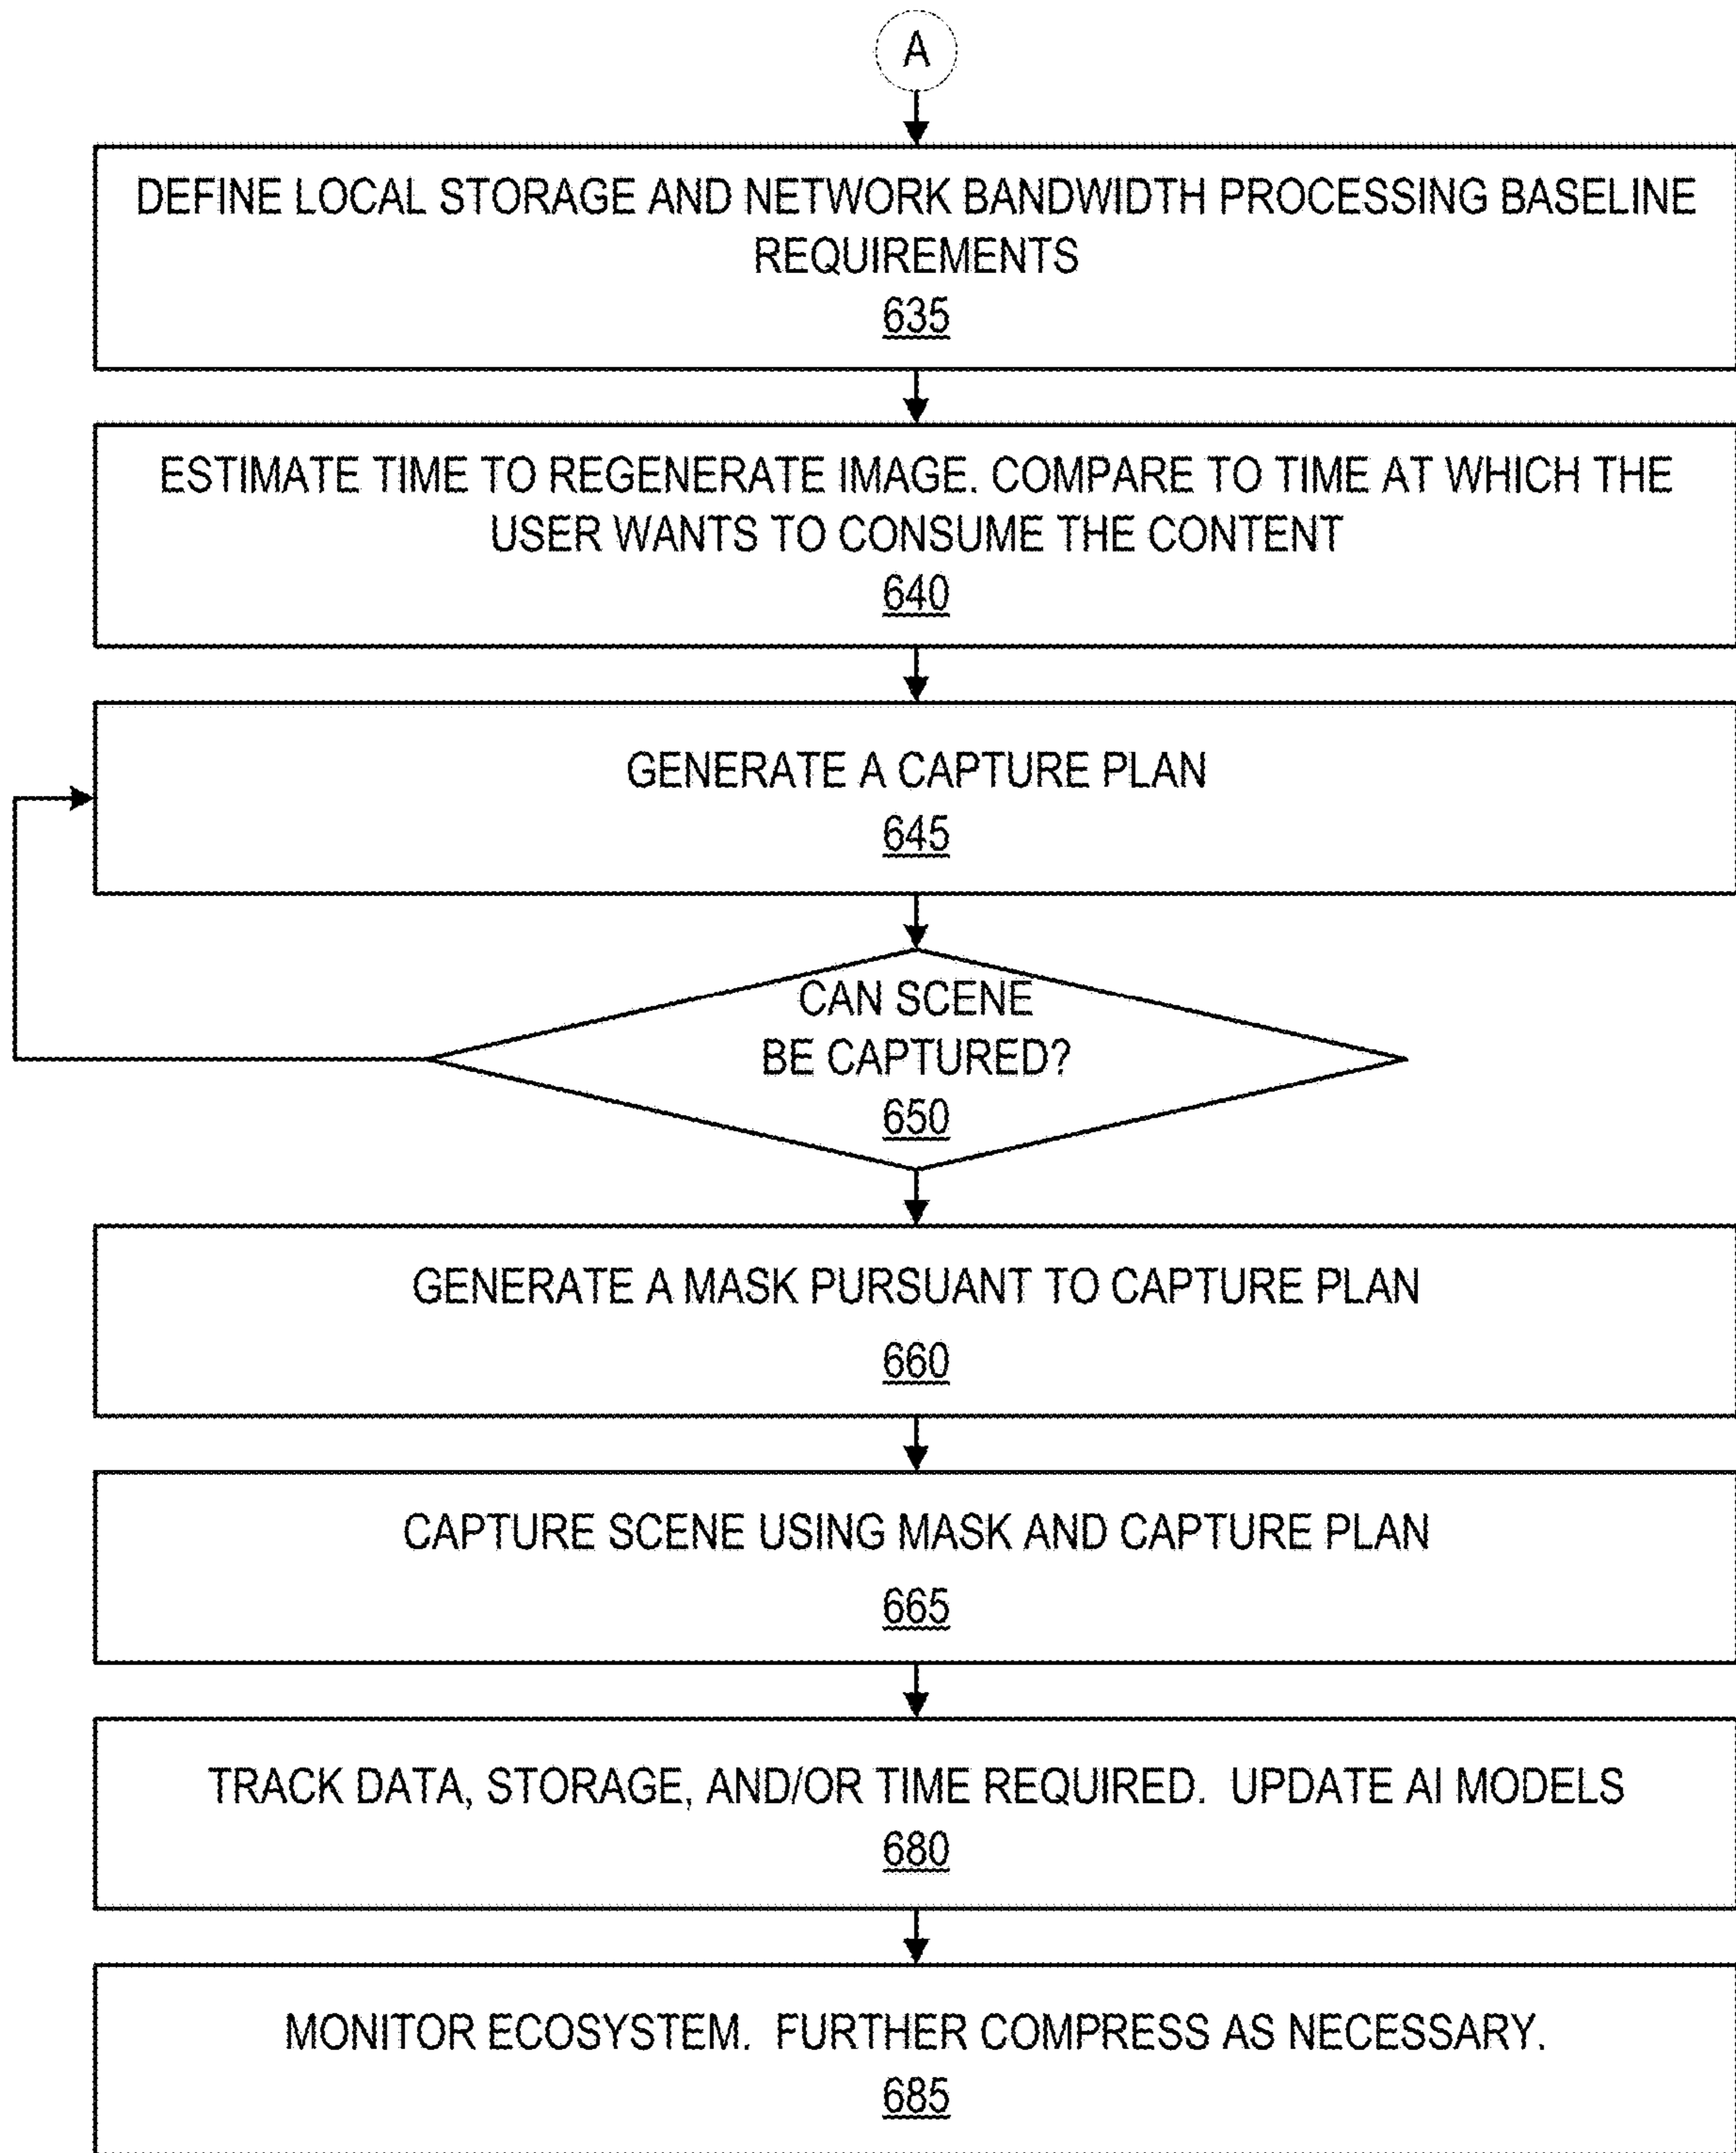 A
DEFINE LOCAL STORAGE AND NETWORK BANDWIDTH PROCESSING BASELINE
REQUIREMENTS
635
ESTIMATE TIME TO REGENERATE IMAGE. COMPARE TO TIME AT WHICH THE
USER WANTS TO CONSUME THE CONTENT
640
GENERATE A CAPTURE PLAN
645
CAN SCENE
BE CAPTURED?
650
GENERATE A MASK PURSUANT TO CAPTURE PLAN
660
CAPTURE SCENE USING MASK AND CAPTURE PLAN
665
TRACK DATA, STORAGE, AND/OR TIME REQUIRED. UPDATE AI MODELS
680
MONITOR ECOSYSTEM. FURTHER COMPRESS AS NECESSARY.
685